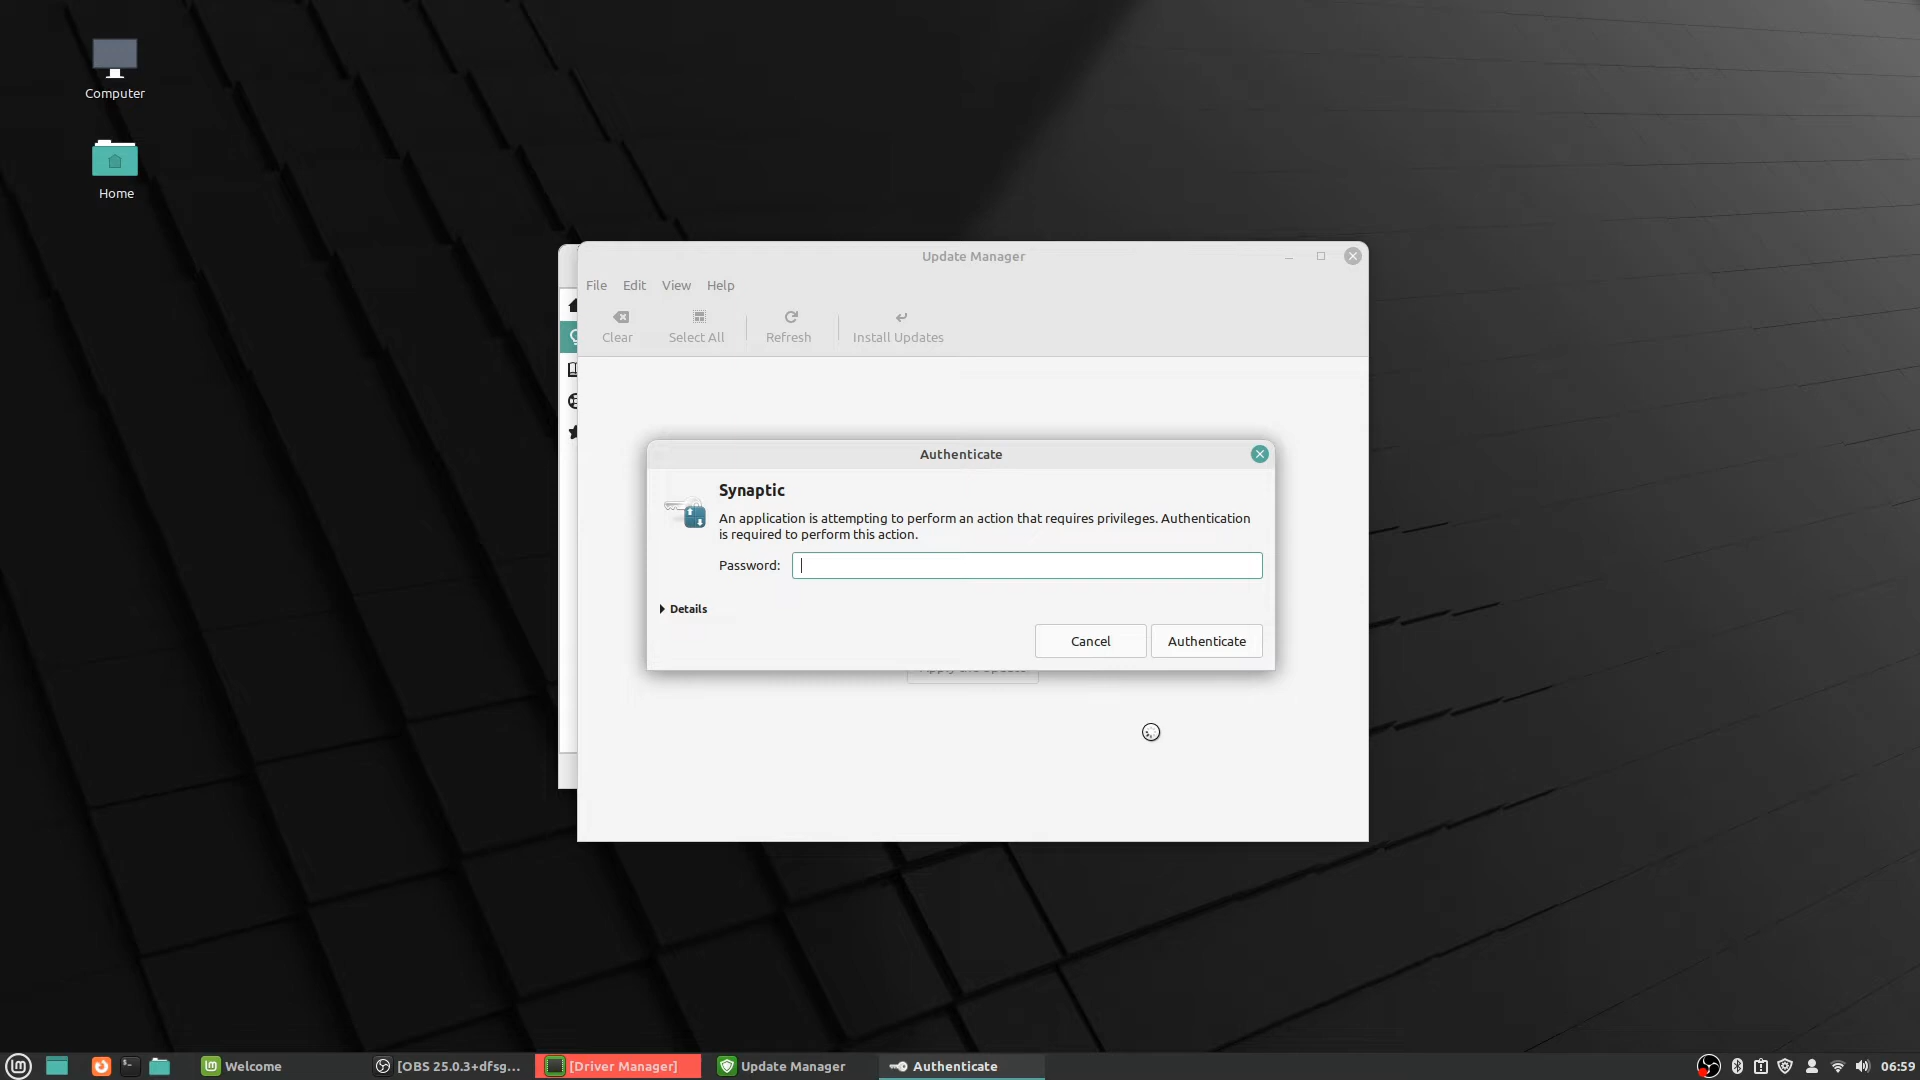 Computer
Home
Update Manager
File Edit View Help
Clear Select All Refresh Install Updates
Authenticate
Synaptic
An application is attempting to perform an action that requires privileges. Authentication
is required to perform this action.
Password:
Details
Cancel Authenticate
Welcome [OBS 25.0.3+dfsg... [Driver Manager] Update Manager Authenticate 06:59